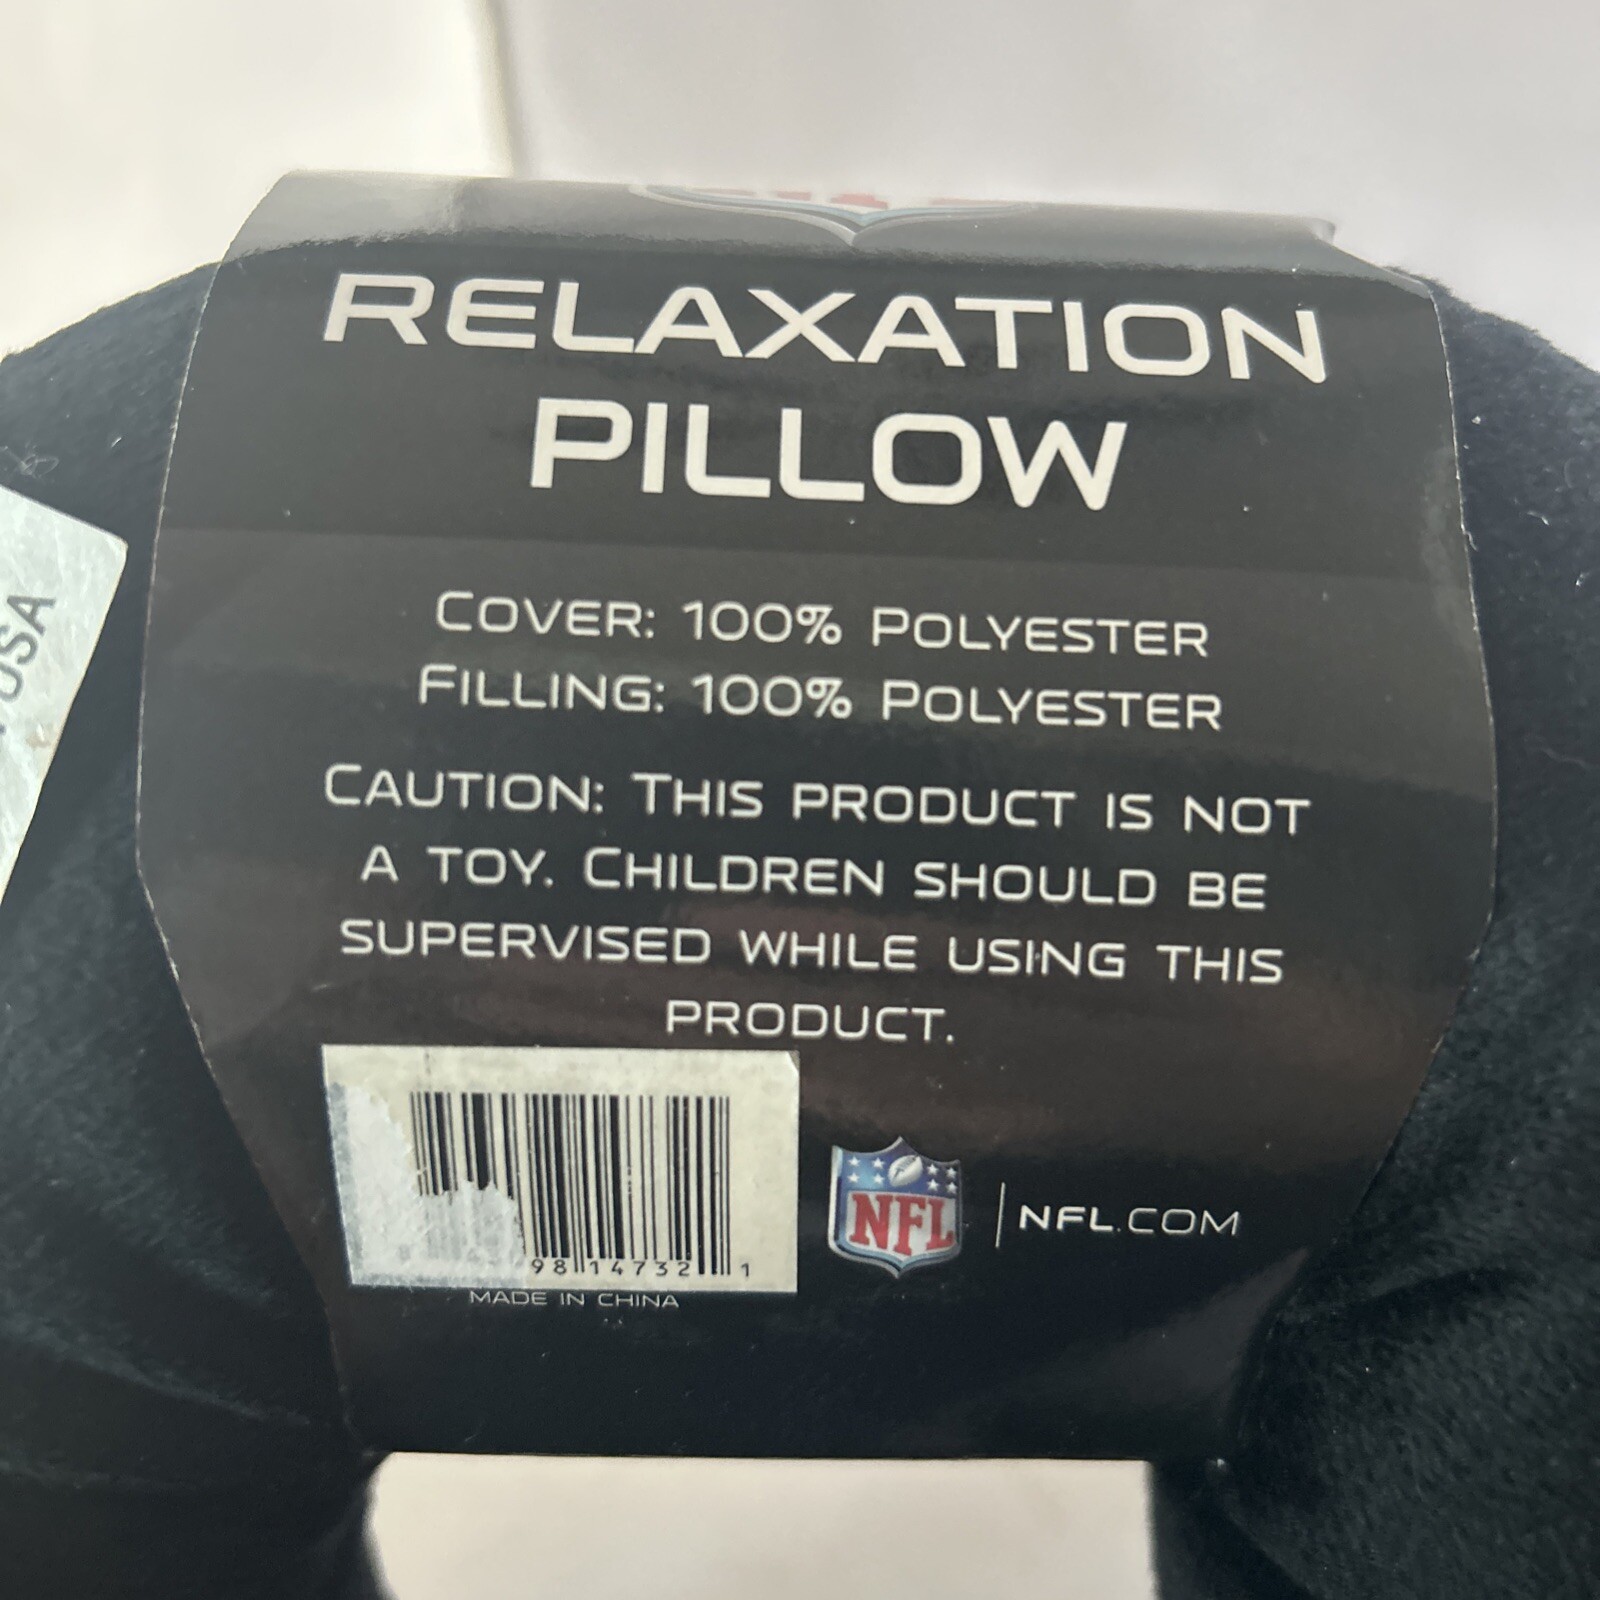 RELAXATION
PILLOW
COVER: 100% POLYESTER
FILLING: 100% POLYESTER
CAUTION: THIS PRODUCT IS NOT
A TOY. CHILDREN SHOULD BE
SUPERVISED WHILE USING THIS
PRODUCT.
98 14732 1
MADE IN CHINA
NFL
NFL.COM
USA